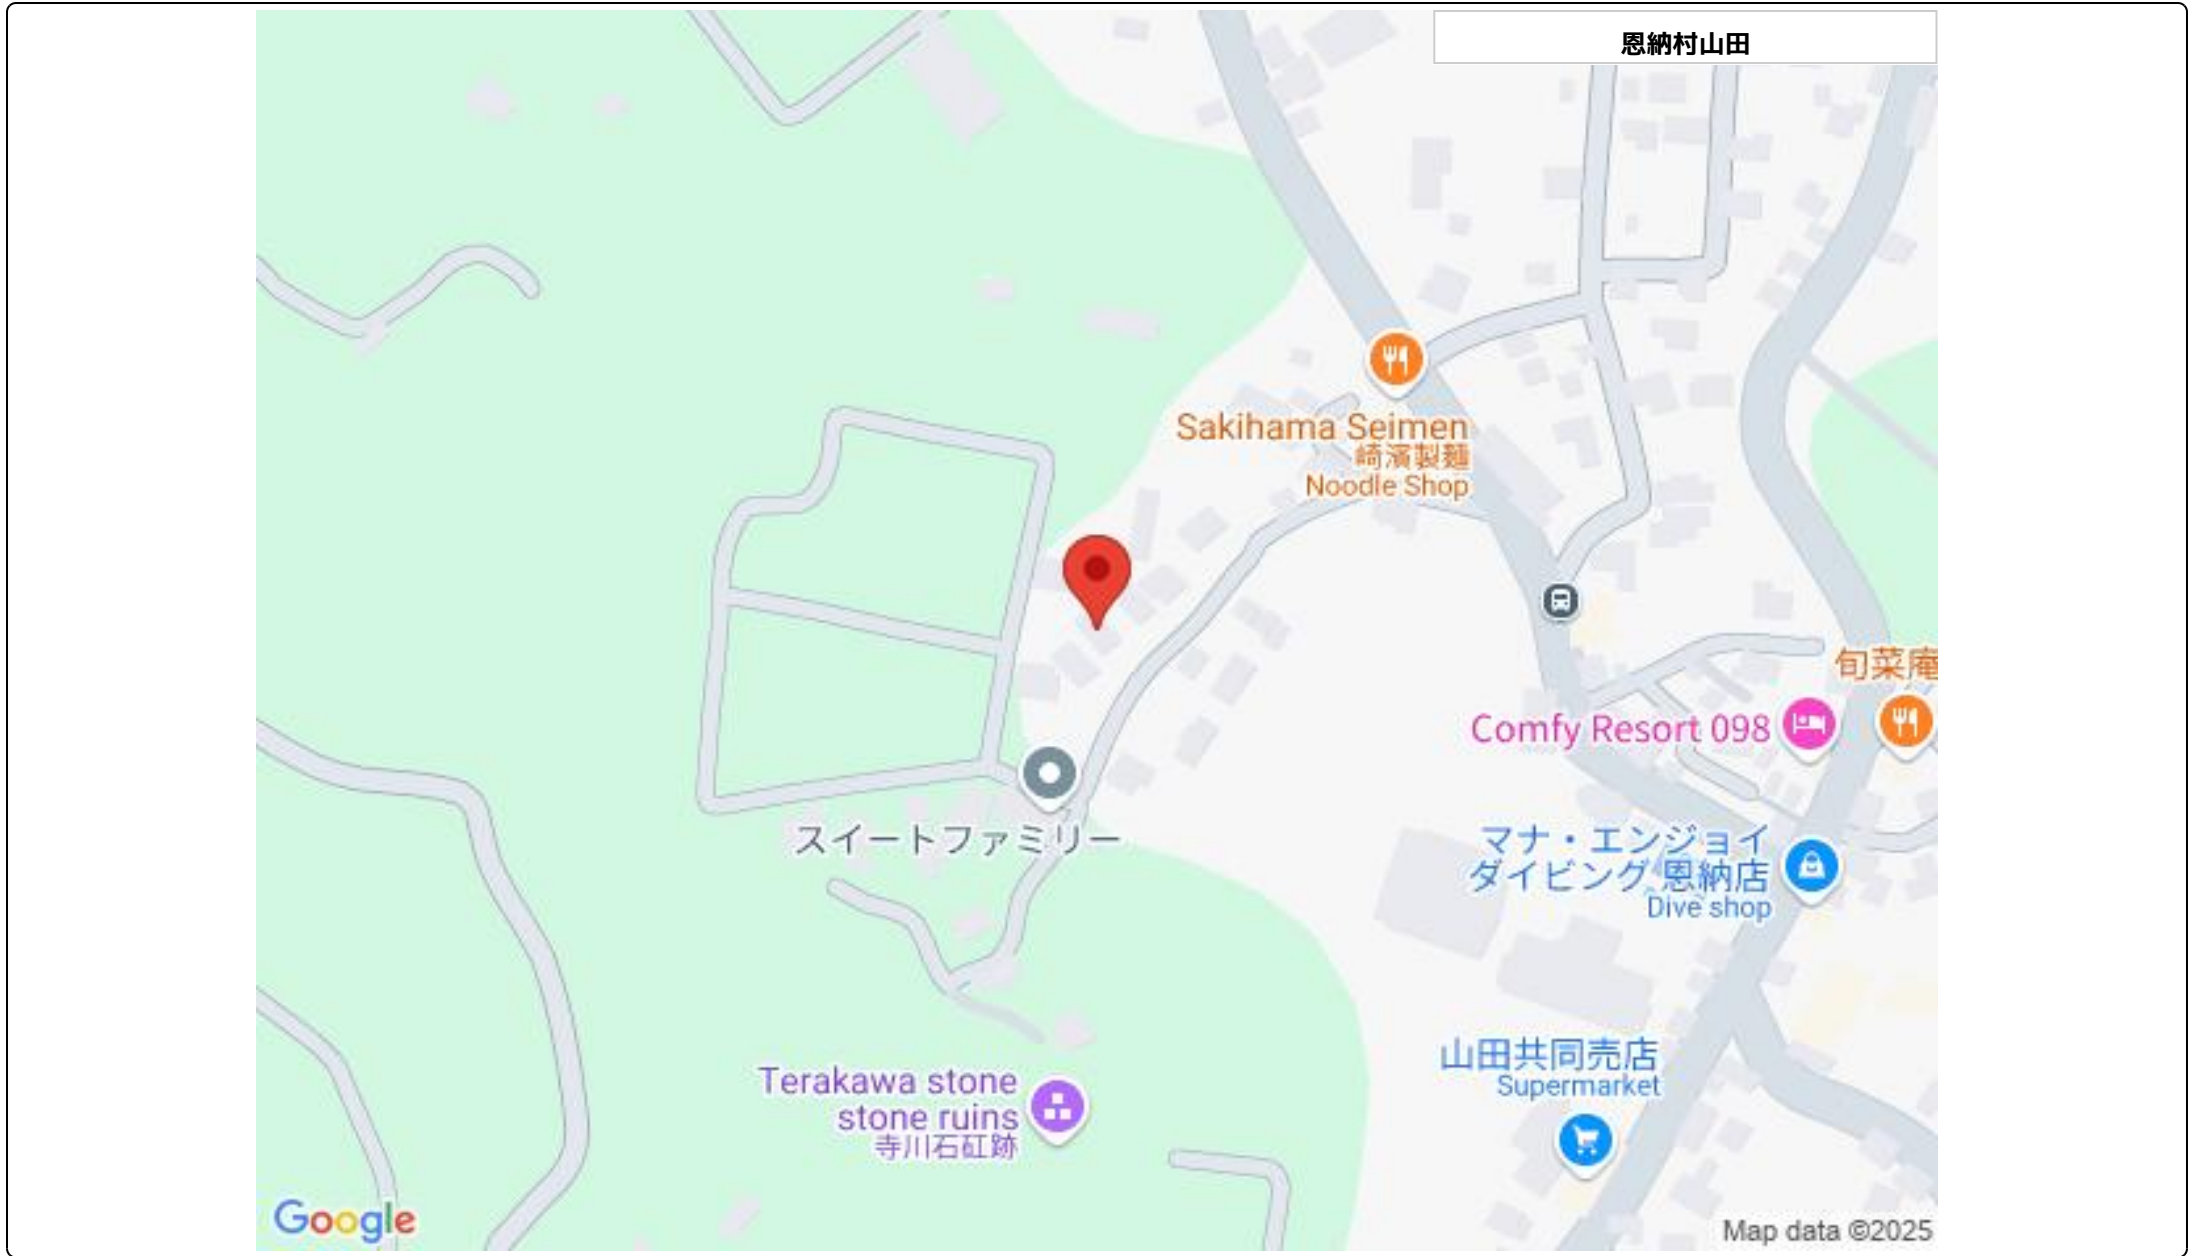 恩納村山田
Sakihama Seimen
崎濱製麵
Noodle Shop
旬菜庵
Comfy Resort 098
スイートファミリー
マナ・エンジョイ
ダイビング 恩納店
Dive shop
山田共同売店
Supermarket
Terakawa stone
stone ruins
寺川石矼跡
Google
Map data ©2025